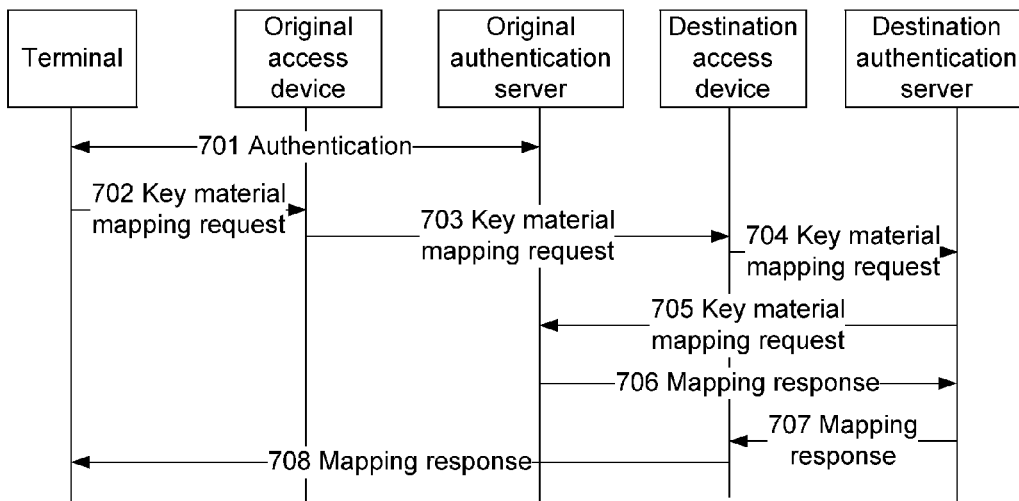 Terminal
Original
access
device
Original
authentication
server
Destination
access
device
Destination
authentication
server
701 Authentication
702 Key material
mapping request
703 Key material
mapping request
704 Key material
mapping request
705 Key material
mapping request
706 Mapping response
707 Mapping
response
708 Mapping response